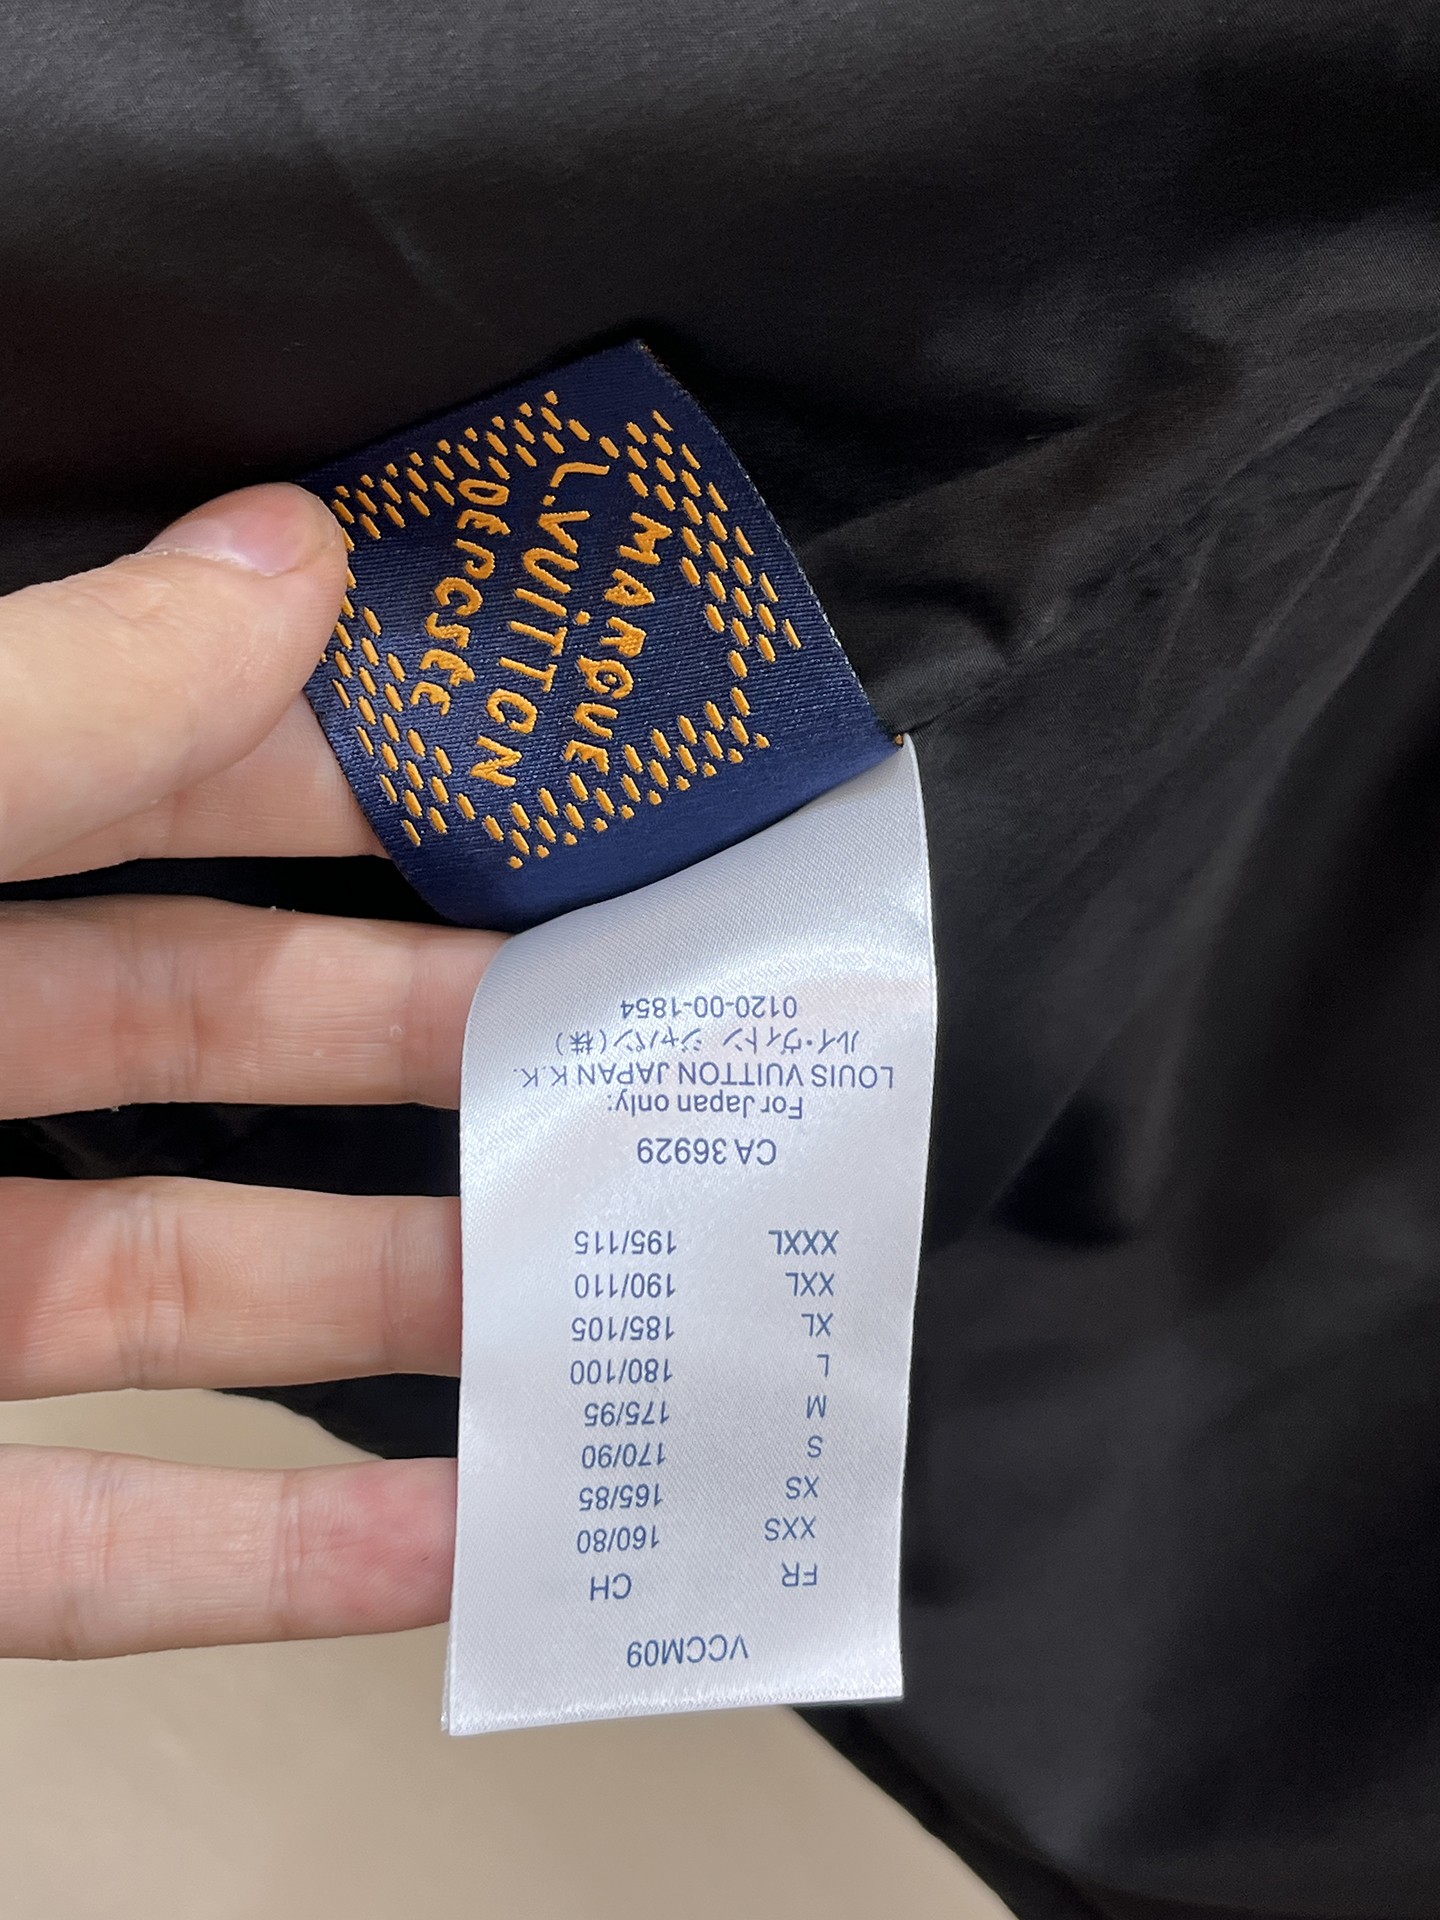 MARQUE
L.VUITTON
DÉPOSÉE
VCCM09
FR CH
XXS 160/80
XS 165/85
S 170/90
M 175/95
L 180/100
XL 185/105
XXL 190/110
XXXL 195/115
CA 36929
For Japan only:
LOUIS VUITTON JAPAN K.K.
ルイ・ヴィトン ジャパン(株)
0120-00-1854